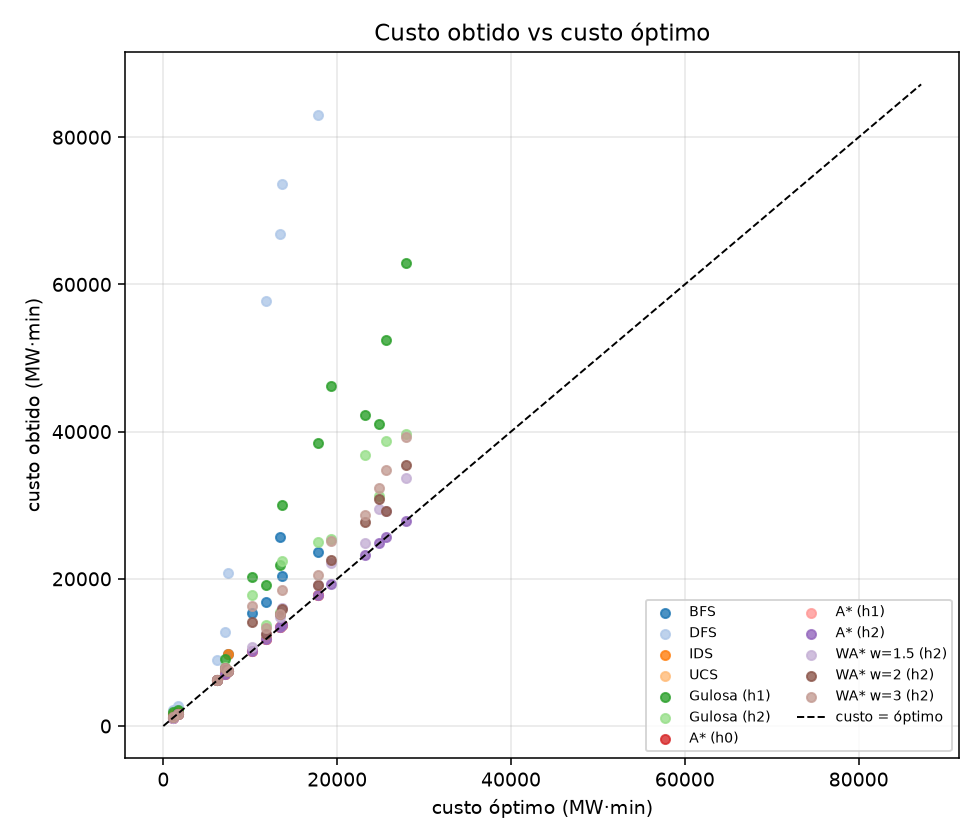 Custo obtido vs custo óptimo
custo obtido (MW·min)
80000
60000
40000
20000
0
0
20000
40000
60000
80000
custo óptimo (MW·min)
BFS
DFS
IDS
UCS
Gulosa (h1)
Gulosa (h2)
A* (h0)
A* (h1)
A* (h2)
WA* w=1.5 (h2)
WA* w=2 (h2)
WA* w=3 (h2)
custo = óptimo